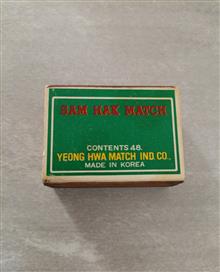 SAM HAK MATCH
CONTENTS 48.
YEONG HWA MATCH IND. CO.,
MADE IN KOREA